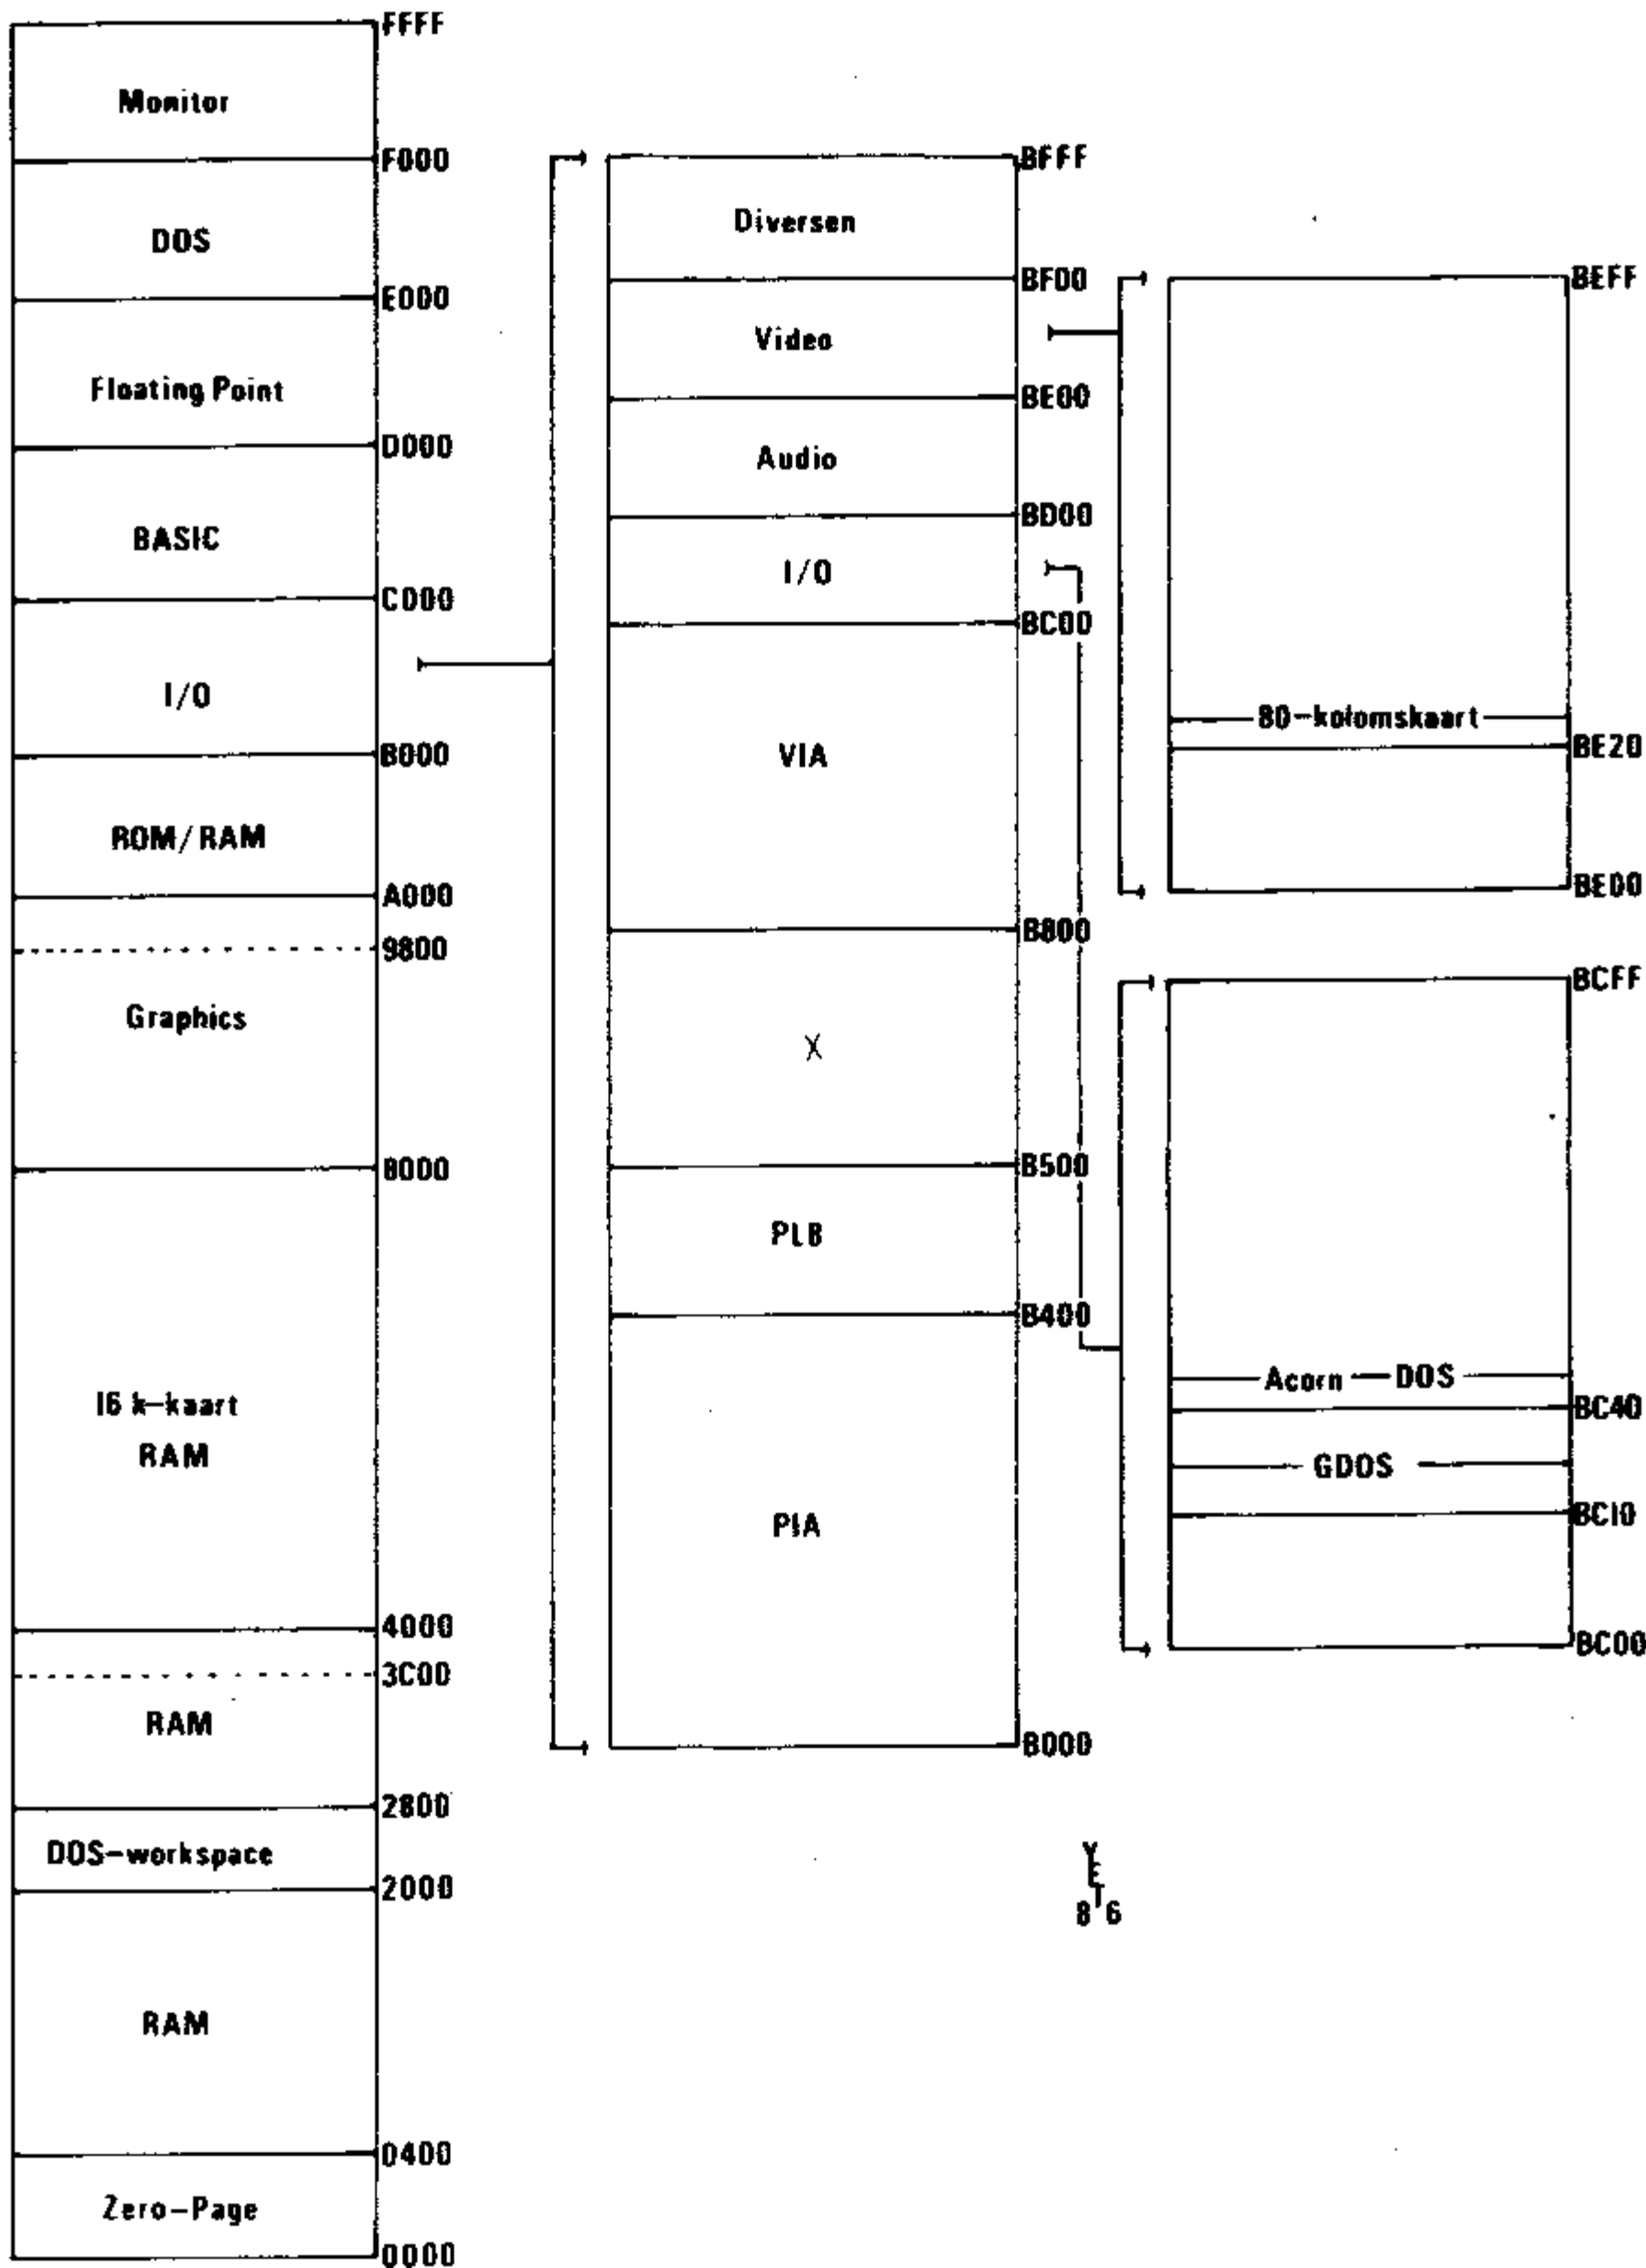 FFFF
Monitor
F000
DOS
E000
Floating Point
D000
BASIC
C000
I/O
B000
ROM/RAM
A000
9800
Graphics
8000
16 k-kaart
RAM
4000
3C00
RAM
2800
DOS-workspace
2000
RAM
0400
Zero-Page
0000
BFFF
Diversen
BF00
Video
BE00
Audio
BD00
I/O
BC00
VIA
B800
X
B500
PLB
B400
PIA
B000
BEFF
80-kolomskaart
BE20
BE00
BCFF
Acorn — DOS
BC40
GDOS
BC10
BC00
YET
86